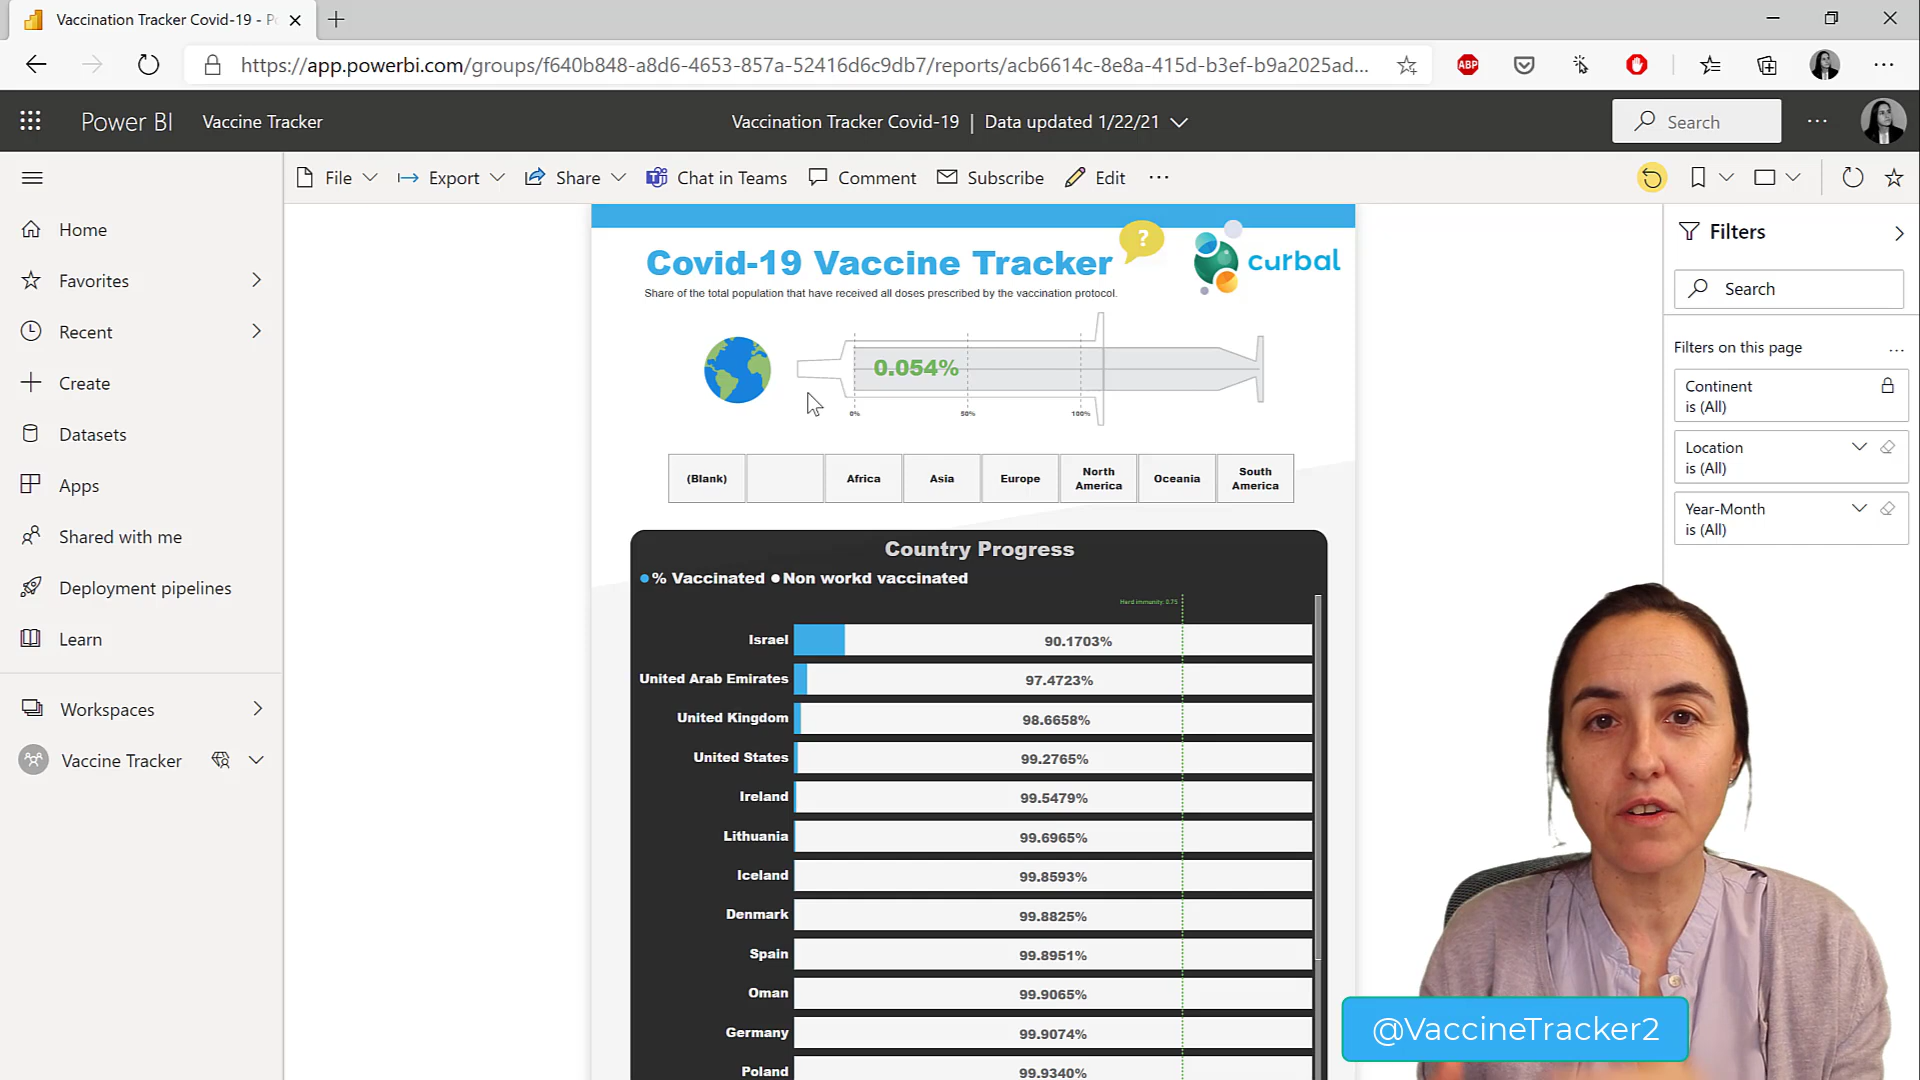 Vaccination Tracker Covid-19 - P
https://app.powerbi.com/groups/f640b848-a8d6-4653-857a-52416d6c9db7/reports/acb6614c-8e8a-415d-b3ef-b9a2025ad...
ABP
Power BI Vaccine Tracker
Vaccination Tracker Covid-19 | Data updated 1/22/21
Search
File
Export
Share
Chat in Teams
Comment
Subscribe
Edit
Home
Favorites
Recent
Create
Datasets
Apps
Shared with me
Deployment pipelines
Learn
Workspaces
Vaccine Tracker
Covid-19 Vaccine Tracker
?
curbal
Share of the total population that have received all doses prescribed by the vaccination protocol.
0.054%
0% 50% 100%
(Blank) Africa Asia Europe North America Oceania South America
Country Progress
% Vaccinated Non workd vaccinated
Herd immunity: 0.75
Israel 90.1703%
United Arab Emirates 97.4723%
United Kingdom 98.6658%
United States 99.2765%
Ireland 99.5479%
Lithuania 99.6965%
Iceland 99.8593%
Denmark 99.8825%
Spain 99.8951%
Oman 99.9065%
Germany 99.9074%
Poland 99.9340%
Filters
Search
Filters on this page
Continent
is (All)
Location
is (All)
Year-Month
is (All)
@VaccineTracker2